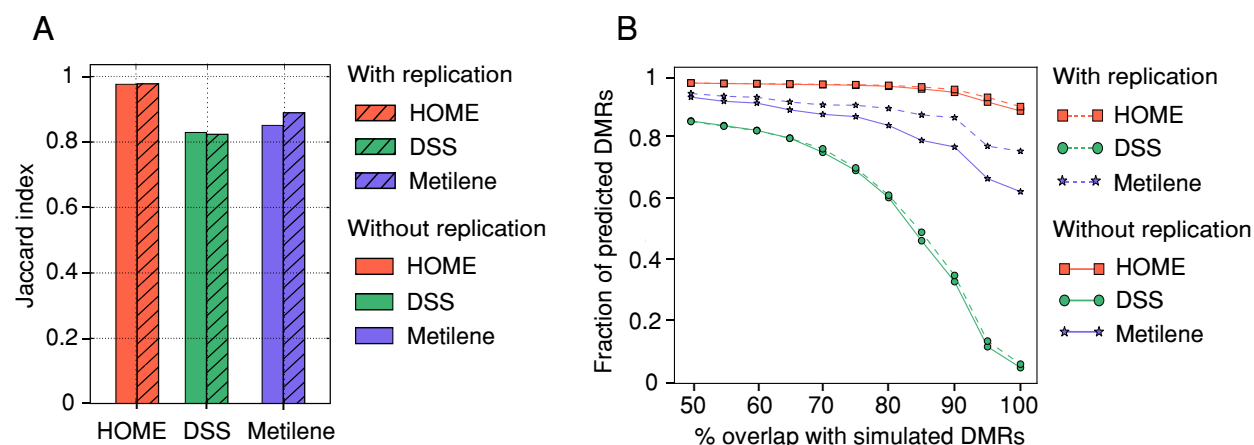 A
Jaccard index
1
0.8
0.6
0.4
0.2
0
HOME DSS Metilene
With replication
HOME
DSS
Metilene
Without replication
HOME
DSS
Metilene
B
Fraction of predicted DMRs
1
0.8
0.6
0.4
0.2
0
50 60 70 80 90 100
% overlap with simulated DMRs
With replication
HOME
DSS
Metilene
Without replication
HOME
DSS
Metilene